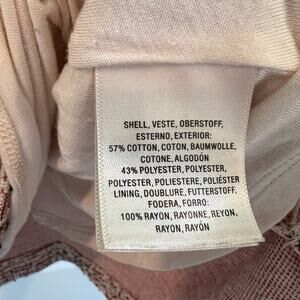 SHELL, VESTE, OBERSTOFF,
ESTERNO, EXTERIOR:
57% COTTON, COTON, BAUMWOLLE,
COTONE, ALGODÓN
43% POLYESTER, POLYESTER,
POLYESTER, POLIESTERE, POLIÉSTER
LINING, DOUBLURE, FUTTERSTOFF,
FODERA, FORRO:
100% RAYON, RAYONNE, REYON,
RAYON, RAYÓN